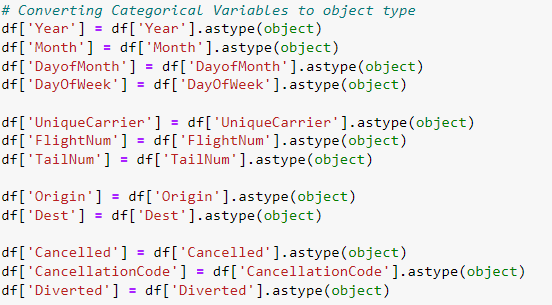 # Converting Categorical Variables to object type
df['Year'] = df['Year'].astype(object)
df['Month'] = df['Month'].astype(object)
df['DayofMonth'] = df['DayofMonth'].astype(object)
df['DayOfWeek'] = df['DayOfWeek'].astype(object)

df['UniqueCarrier'] = df['UniqueCarrier'].astype(object)
df['FlightNum'] = df['FlightNum'].astype(object)
df['TailNum'] = df['TailNum'].astype(object)

df['Origin'] = df['Origin'].astype(object)
df['Dest'] = df['Dest'].astype(object)

df['Cancelled'] = df['Cancelled'].astype(object)
df['CancellationCode'] = df['CancellationCode'].astype(object)
df['Diverted'] = df['Diverted'].astype(object)